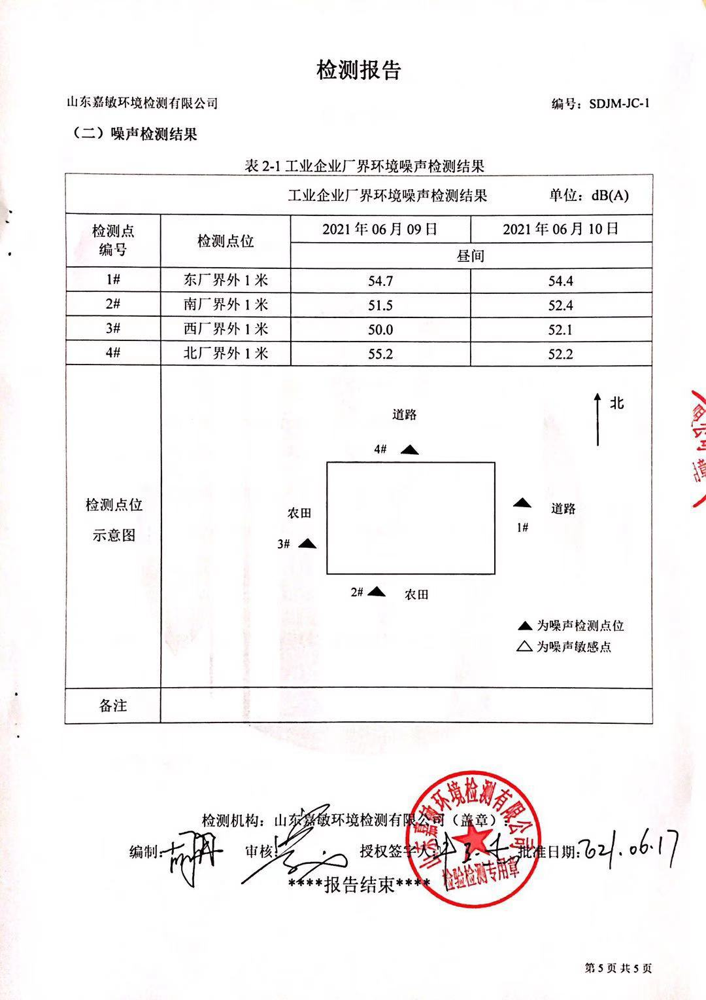 检测报告
山东嘉敏环境检测有限公司 编号：SDJM-JC-1
（二）噪声检测结果
表 2-1 工业企业厂界环境噪声检测结果
工业企业厂界环境噪声检测结果 单位：dB(A)
检测点编号 检测点位 2021 年 06 月 09 日 2021 年 06 月 10 日
昼间
1# 东厂界外 1 米 54.7 54.4
2# 南厂界外 1 米 51.5 52.4
3# 西厂界外 1 米 50.0 52.1
4# 北厂界外 1 米 55.2 52.2
检测点位
示意图
北
道路
4#
农田
道路
3#
1#
2#
农田
▲为噪声检测点位
△为噪声敏感点
备注
检测机构：山东嘉敏环境检测有限公司（盖章）：
编制： 审核： 授权签字人： 批准日期：
****报告结束****
山东嘉敏环境检测有限公司
检验检测专用章
第 5 页 共 5 页